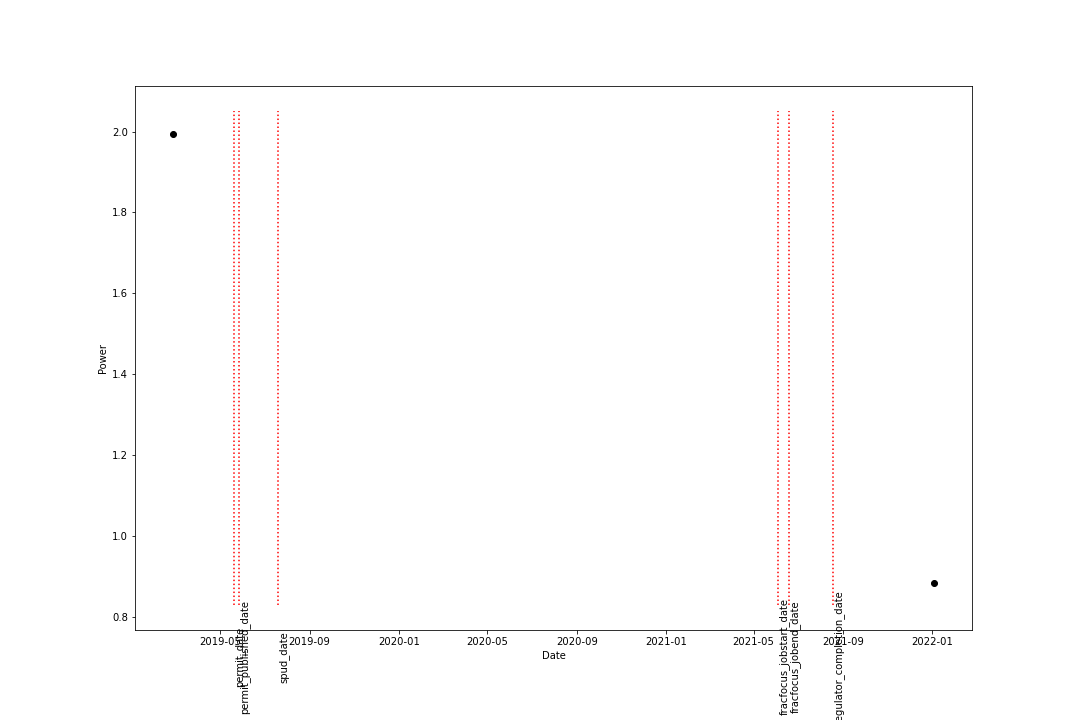 2.0
1.8
1.6
1.4
1.2
1.0
0.8
Power
2019-05
2019-09
2020-01
2020-05
2020-09
2021-01
2021-05
2021-09
2022-01
Date
permit_date
permit_published_date
spud_date
fracfocus_jobstart_date
fracfocus_jobend_date
egulator_completion_date